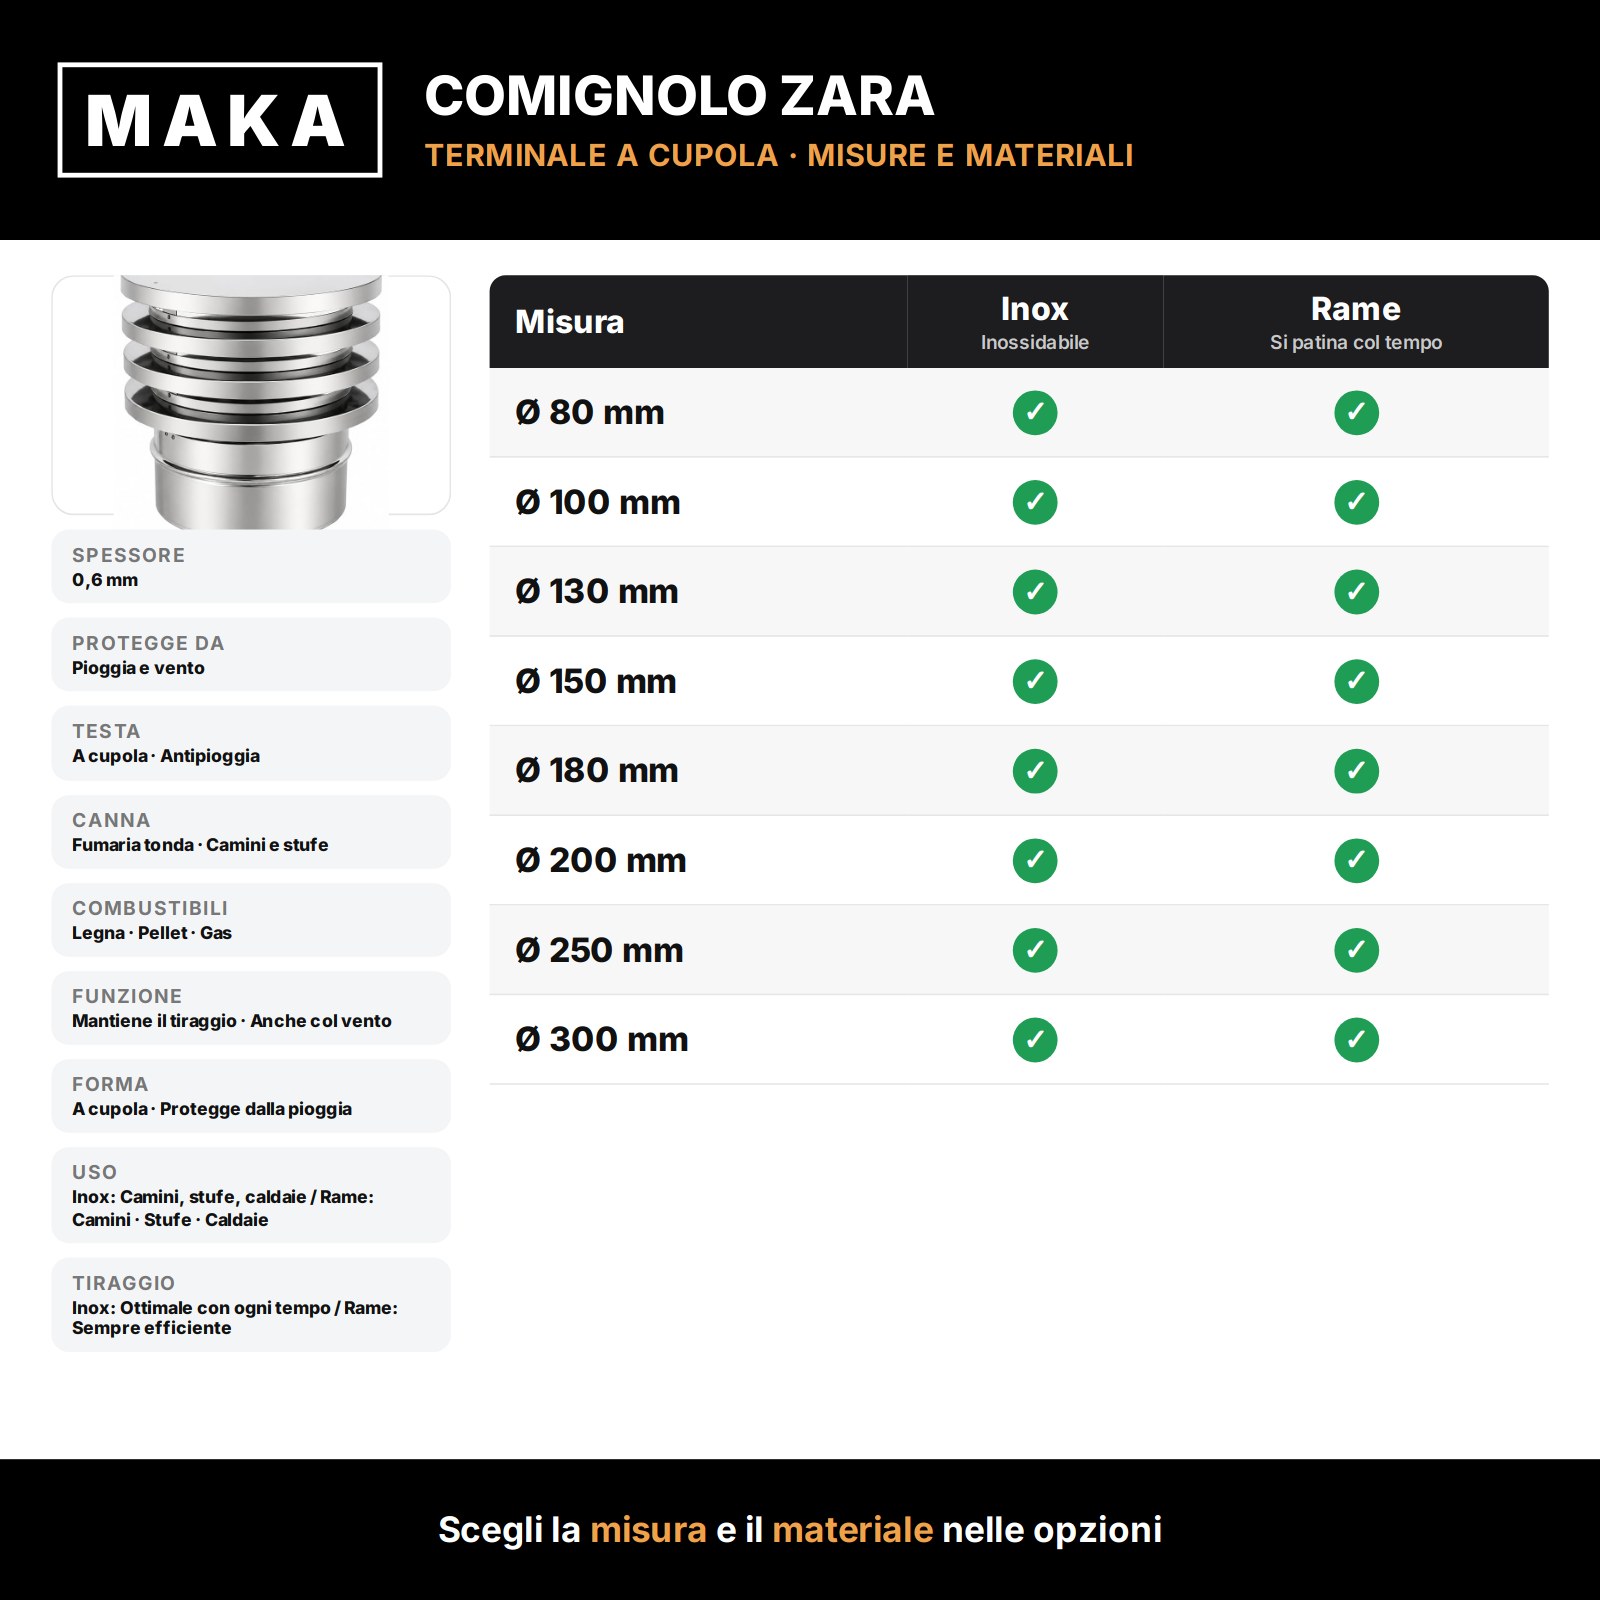 MAKA
COMIGNOLO ZARA
TERMINALE A CUPOLA · MISURE E MATERIALI
SPESSORE
0,6 mm
PROTEGGE DA
Pioggia e vento
TESTA
A cupola · Antipioggia
CANNA
Fumaria tonda · Camini e stufe
COMBUSTIBILI
Legna · Pellet · Gas
FUNZIONE
Mantiene il tiraggio · Anche col vento
FORMA
A cupola · Protegge dalla pioggia
USO
Inox: Camini, stufe, caldaie / Rame:
Camini · Stufe · Caldaie
TIRAGGIO
Inox: Ottimale con ogni tempo / Rame:
Sempre efficiente
Misura Inox Rame
Inossidabile Si patina col tempo
Ø 80 mm ✓ ✓
Ø 100 mm ✓ ✓
Ø 130 mm ✓ ✓
Ø 150 mm ✓ ✓
Ø 180 mm ✓ ✓
Ø 200 mm ✓ ✓
Ø 250 mm ✓ ✓
Ø 300 mm ✓ ✓
Scegli la misura e il materiale nelle opzioni